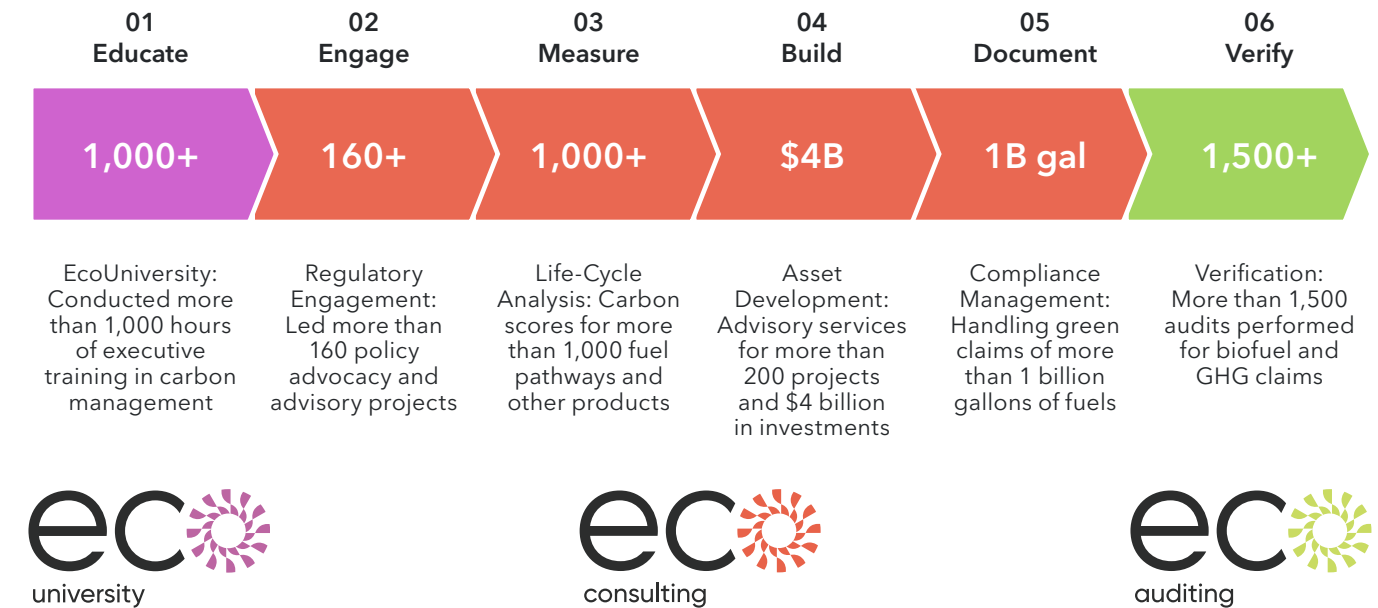 01
Educate
02
Engage
03
Measure
04
Build
05
Document
06
Verify
1,000+
160+
1,000+
$4B
1B gal
1,500+
EcoUniversity:
Conducted more
than 1,000 hours
of executive
training in carbon
management
Regulatory
Engagement:
Led more than
160 policy
advocacy and
advisory projects
Life-Cycle
Analysis: Carbon
scores for more
than 1,000 fuel
pathways and
other products
Asset
Development:
Advisory services
for more than
200 projects
and $4 billion
in investments
Compliance
Management:
Handling green
claims of more
than 1 billion
gallons of fuels
Verification:
More than 1,500
audits performed
for biofuel and
GHG claims
eco
university
eco
consulting
eco
auditing